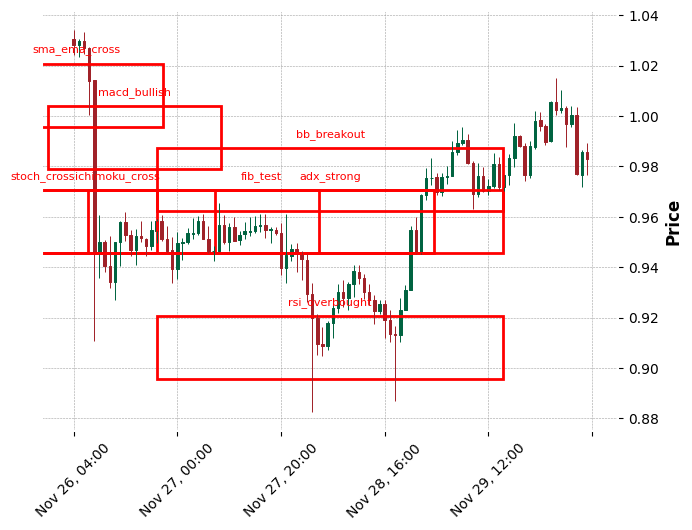 1.04
sma_ema_cross
1.02
macd_bullish
1.00
bb_breakout
0.98
stoch_cross
ichimoku_cross
fib_test
adx_strong
0.96
Price
0.94
rsi_overbought
0.92
0.90
0.88
Nov 26, 04:00
Nov 27, 00:00
Nov 27, 20:00
Nov 28, 16:00
Nov 29, 12:00